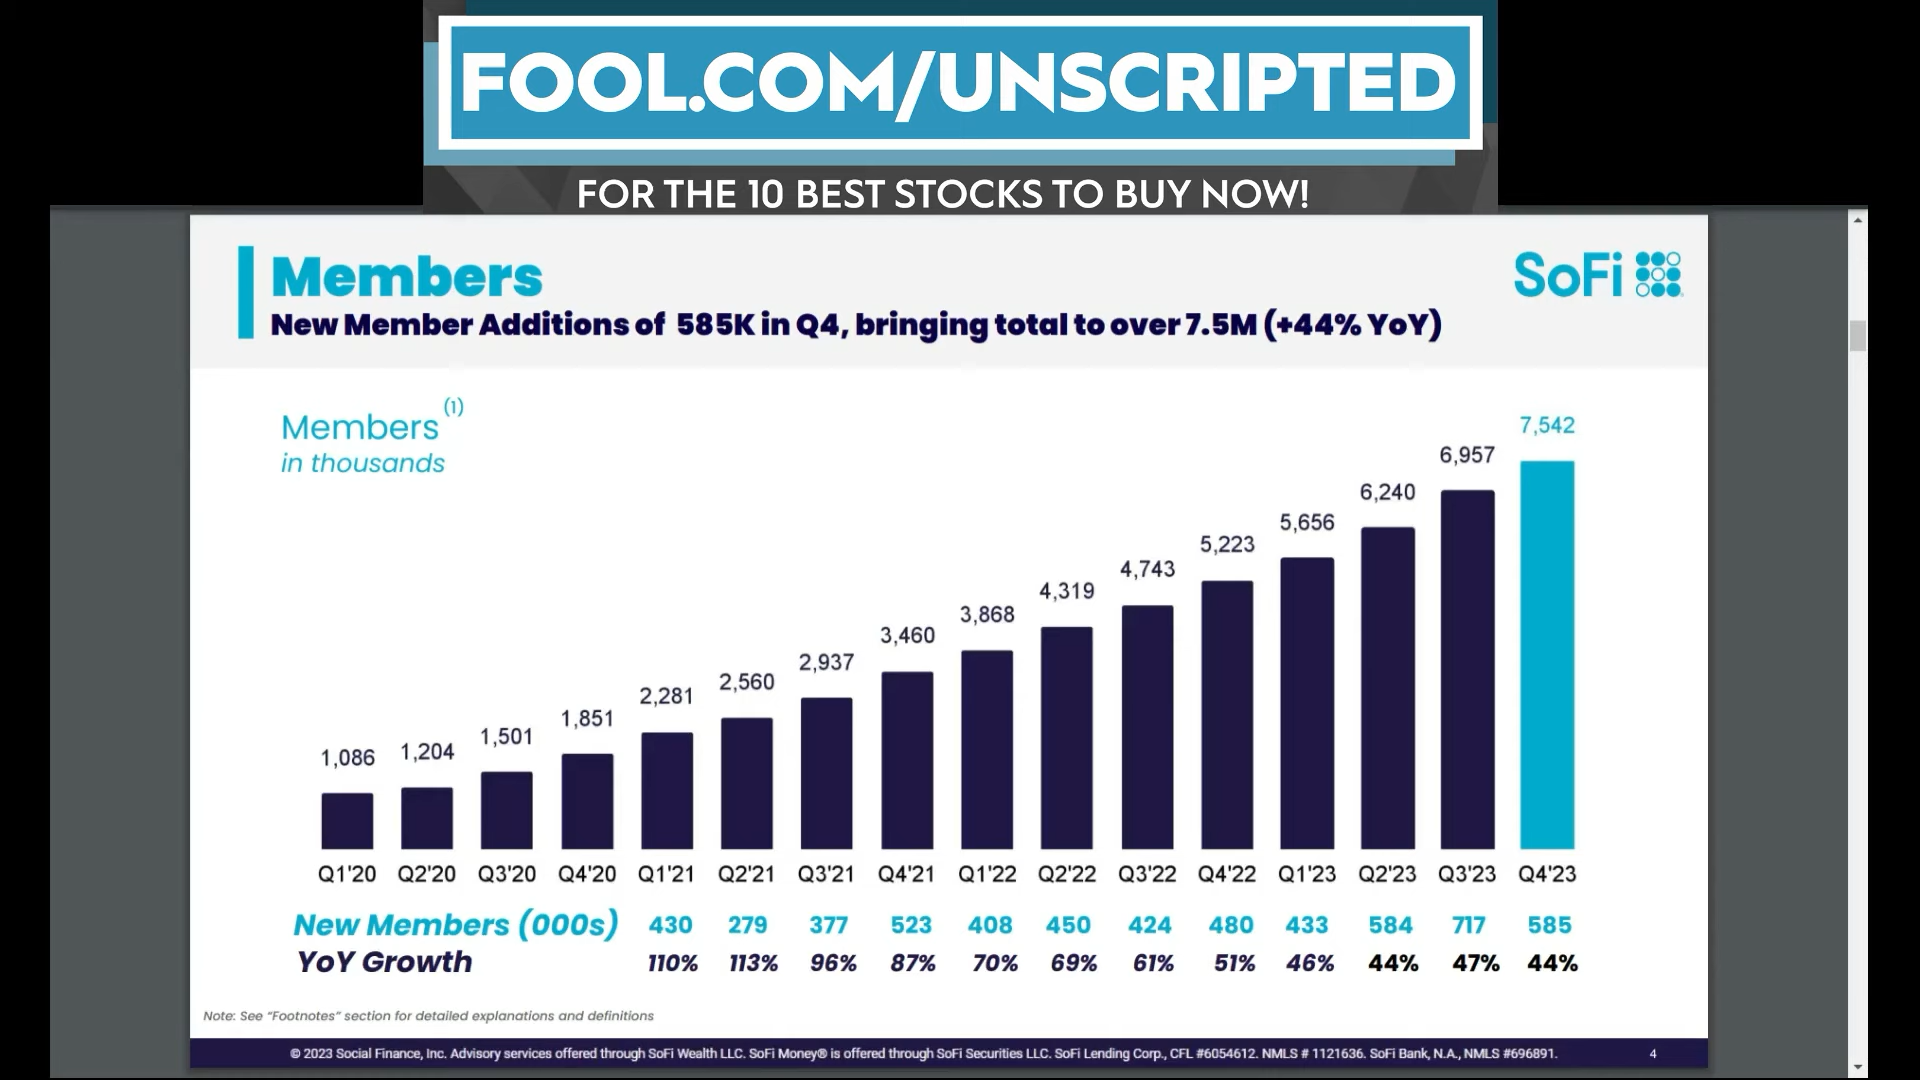 FOOL.COM/UNSCRIPTED
FOR THE 10 BEST STOCKS TO BUY NOW!
Members
SoFi
New Member Additions of 585K in Q4, bringing total to over 7.5M (+44% YoY)
Members (1)
in thousands
1,086 1,204 1,501 1,851 2,281 2,560 2,937 3,460 3,868 4,319 4,743 5,223 5,656 6,240 6,957 7,542
Q1'20 Q2'20 Q3'20 Q4'20 Q1'21 Q2'21 Q3'21 Q4'21 Q1'22 Q2'22 Q3'22 Q4'22 Q1'23 Q2'23 Q3'23 Q4'23
New Members (000s) 430 279 377 523 408 450 424 480 433 584 717 585
YoY Growth 110% 113% 96% 87% 70% 69% 61% 51% 46% 44% 47% 44%
Note: See “Footnotes” section for detailed explanations and definitions
© 2023 Social Finance, Inc. Advisory services offered through SoFi Wealth LLC. SoFi Money® is offered through SoFi Securities LLC. SoFi Lending Corp., CFL #6054612. NMLS # 1121636. SoFi Bank, N.A., NMLS #696891. 4